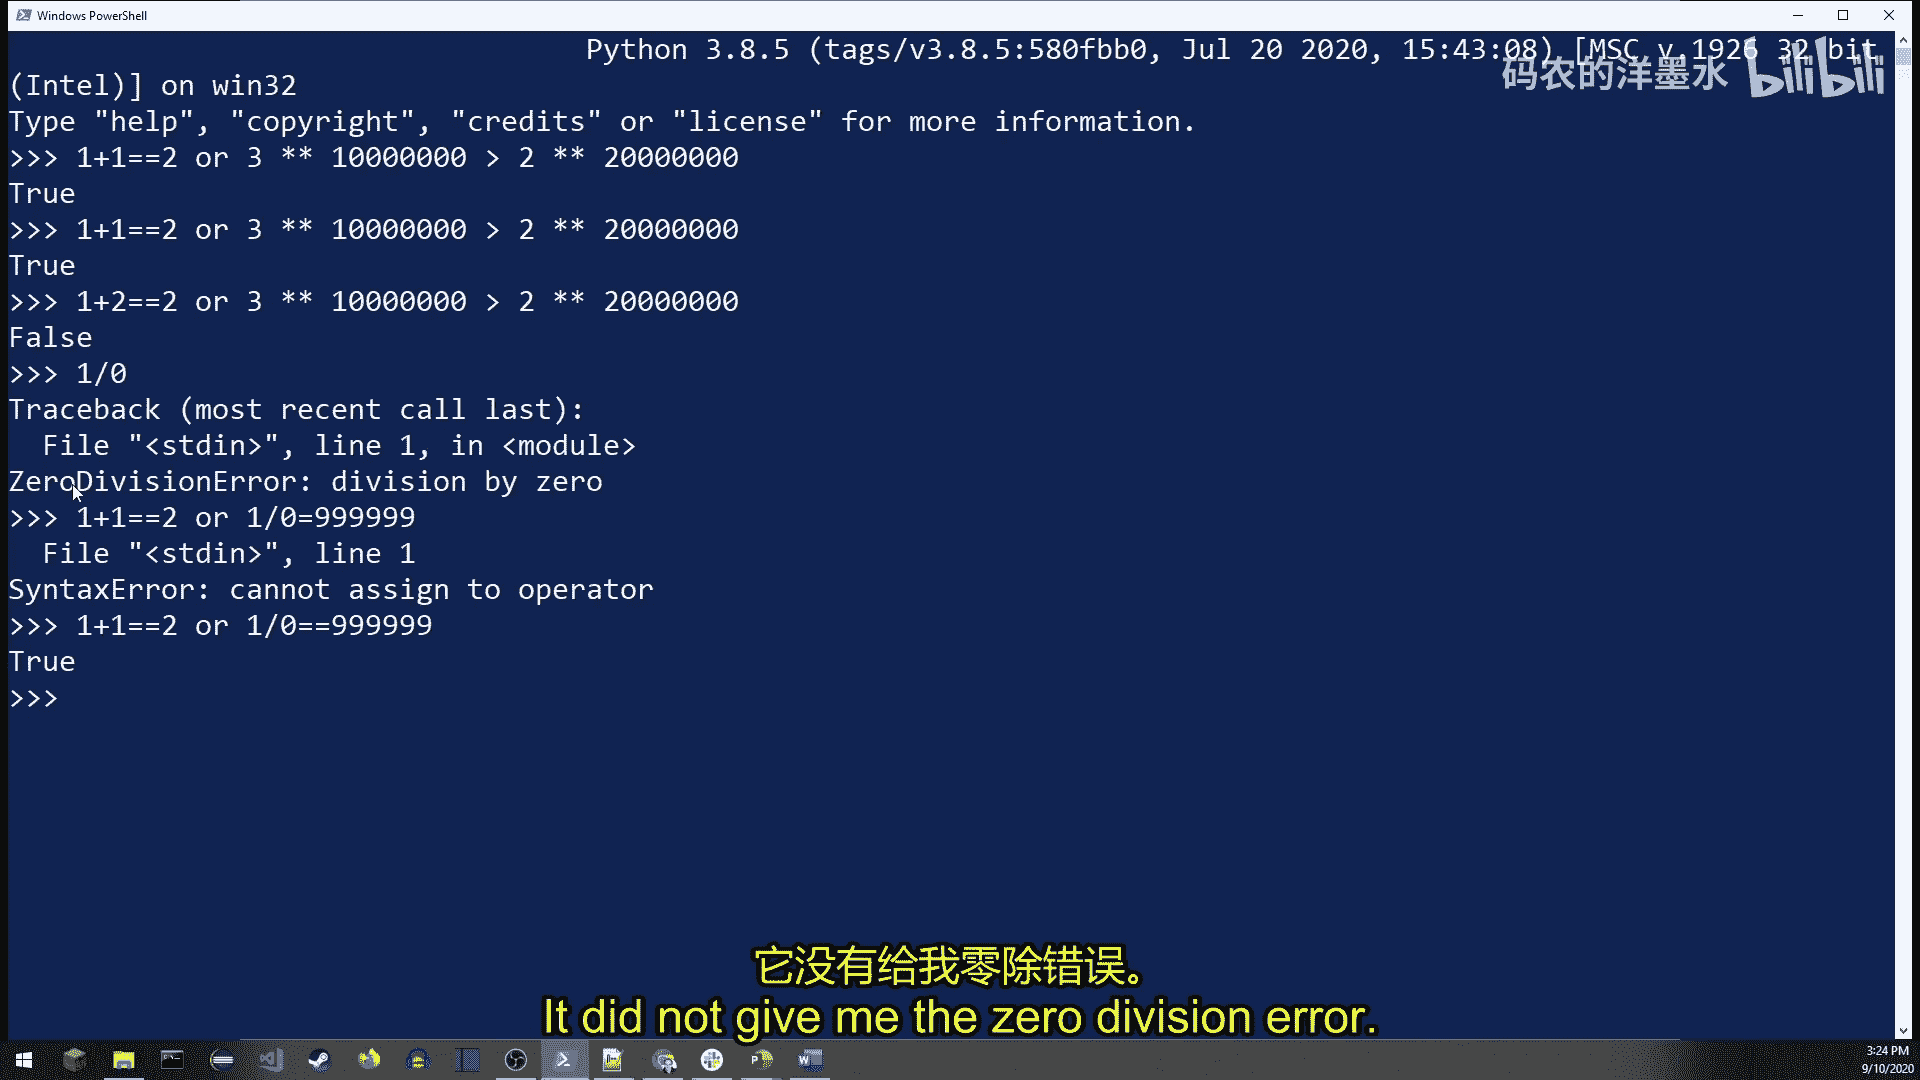 Windows PowerShell
Python 3.8.5 (tags/v3.8.5:580fbb0, Jul 20 2020, 15:43:08) [MSC v.1926 32 bit
(Intel)] on win32
码农的洋墨水 bilibili
Type "help", "copyright", "credits" or "license" for more information.
>>> 1+1==2 or 3 ** 10000000 > 2 ** 20000000
True
>>> 1+1==2 or 3 ** 10000000 > 2 ** 20000000
True
>>> 1+2==2 or 3 ** 10000000 > 2 ** 20000000
False
>>> 1/0
Traceback (most recent call last):
  File "<stdin>", line 1, in <module>
ZeroDivisionError: division by zero
>>> 1+1==2 or 1/0=999999
  File "<stdin>", line 1
SyntaxError: cannot assign to operator
>>> 1+1==2 or 1/0==999999
True
>>>
它没有给我零除错误。
It did not give me the zero division error.
3:24 PM
9/10/2020